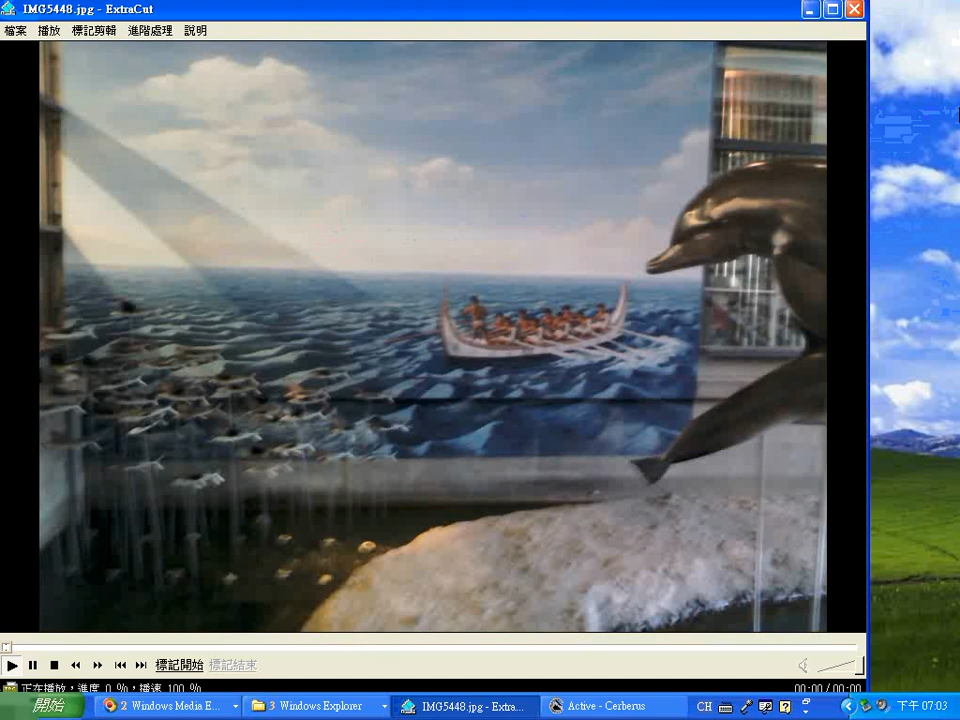 IMG5448.jpg - ExtraCut
檔案 播放 標記剪輯 進階處理 說明
標記開始 標記結束
正在播放，進度 0 %，播速 100 % 00:00 / 00:00
開始 2 Windows Media E... 3 Windows Explorer IMG5448.jpg - Extra... Active - Cerberus CH 下午 07:03